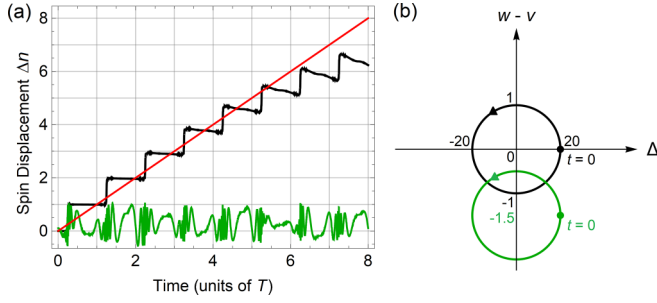 (a)
Spin Displacement Δn
8
6
4
2
0
0 2 4 6 8
Time (units of T)
(b)
w - v
1
-20 20
0
Δ
t = 0
-1
-1.5
t = 0